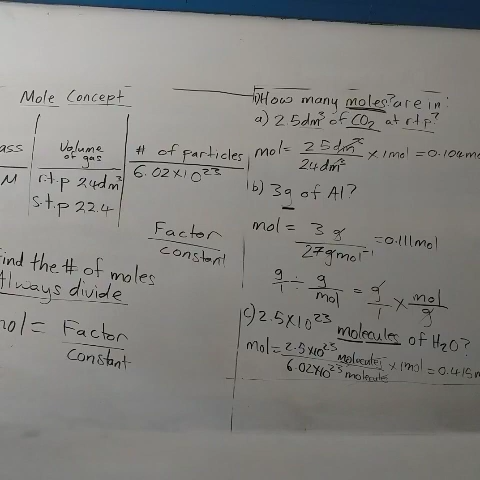 Mole Concept
ass
Volume of gas
# of particles
M
r.t.p 24dm³
6.02×10²³
s.t.p 22.4
Factor
constant
ind the # of moles
Always divide
mol = Factor
constant
1) How many moles? are in:
a) 2.5dm³ of CO₂ at r.t.p?
mol = 2.5dm³ × 1mol = 0.104mo
24dm³
b) 3g of Al?
mol = 3g = 0.111mol
27gmol⁻¹
g/1 ÷ g/mol = g/1 × mol/g
c) 2.5×10²³
molecules of H₂O?
mol = 2.5×10²³ molecules × 1mol = 0.415m
6.02×10²³ molecules